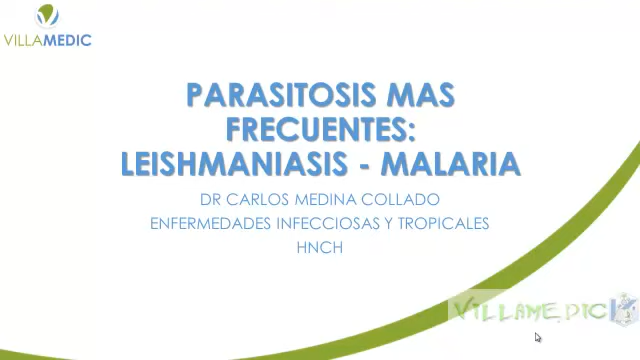 VILLAMEDIC
PARASITOSIS MAS
FRECUENTES:
LEISHMANIASIS - MALARIA
DR CARLOS MEDINA COLLADO
ENFERMEDADES INFECCIOSAS Y TROPICALES
HNCH
VILLAMEDIC